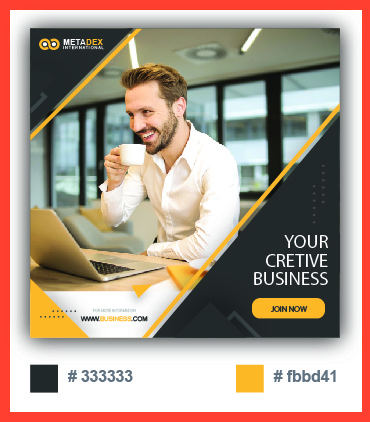 METADEX
INTERNATIONAL
YOUR
CRETIVE
BUSINESS
JOIN NOW
FOR MORE INFORMATION
WWW.BUSINESS.COM
# 333333
# fbbd41